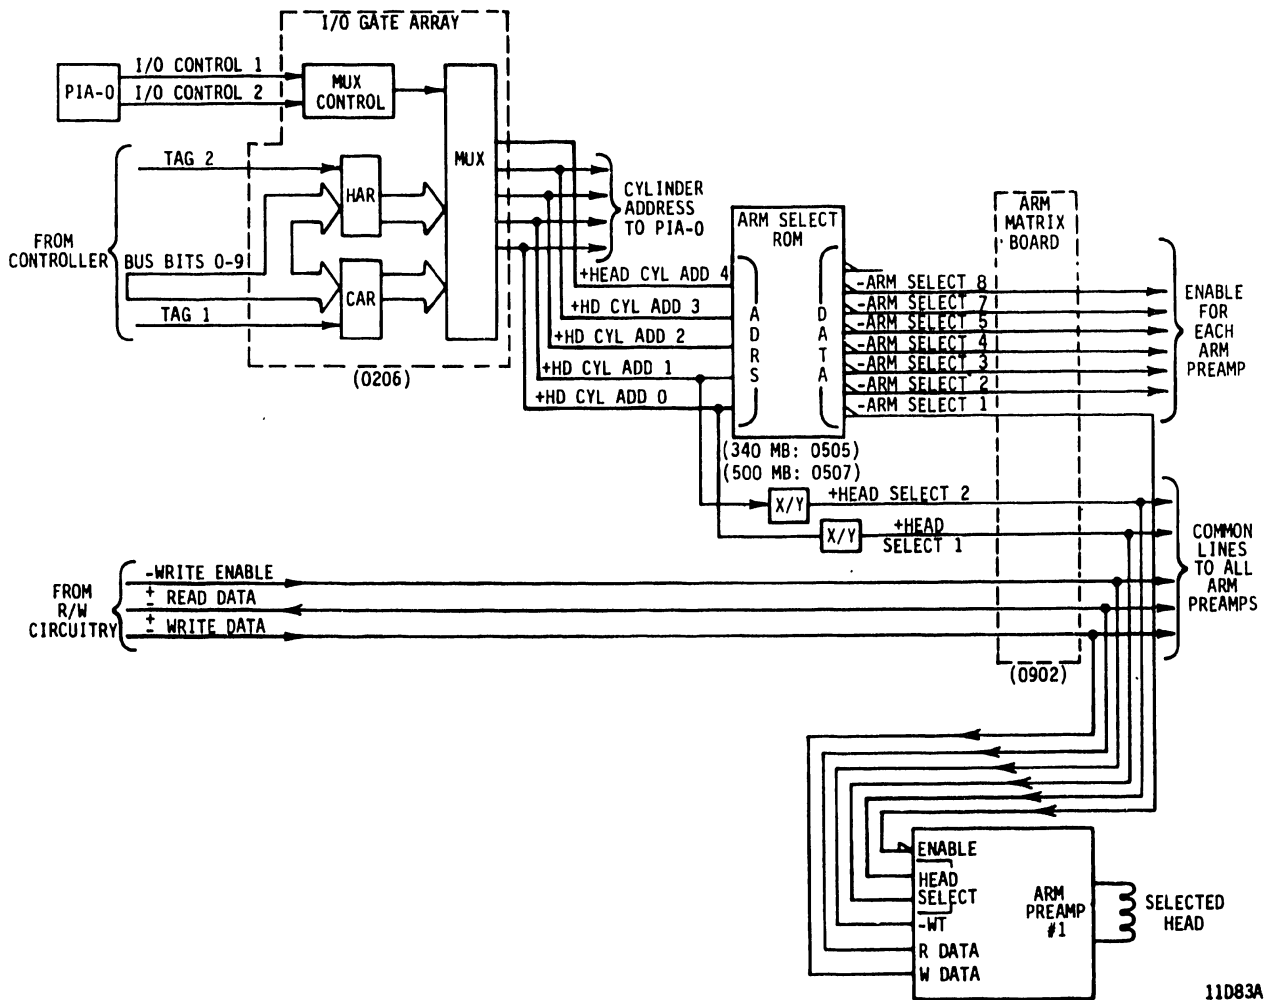 I/O GATE ARRAY
PIA-0
I/O CONTROL 1
I/O CONTROL 2
MUX
CONTROL
MUX
TAG 2
HAR
FROM
CONTROLLER
BUS BITS 0-9
CAR
TAG 1
(0206)
CYLINDER
ADDRESS
TO PIA-0
+HEAD CYL ADD 4
+HD CYL ADD 3
+HD CYL ADD 2
+HD CYL ADD 1
+HD CYL ADD 0
ARM SELECT
ROM
ADRS
DATA
(340 MB: 0505)
(500 MB: 0507)
ARM
MATRIX
BOARD
-ARM SELECT 8
-ARM SELECT 7
-ARM SELECT 5
-ARM SELECT 4
-ARM SELECT 3
-ARM SELECT 2
-ARM SELECT 1
ENABLE
FOR
EACH
ARM
PREAMP
X/Y
+HEAD SELECT 2
X/Y
+HEAD
SELECT 1
COMMON
LINES
TO ALL
ARM
PREAMPS
FROM
R/W
CIRCUITRY
-WRITE ENABLE
± READ DATA
± WRITE DATA
(0902)
ENABLE
HEAD
SELECT
-WT
R DATA
W DATA
ARM
PREAMP
#1
SELECTED
HEAD
11D83A